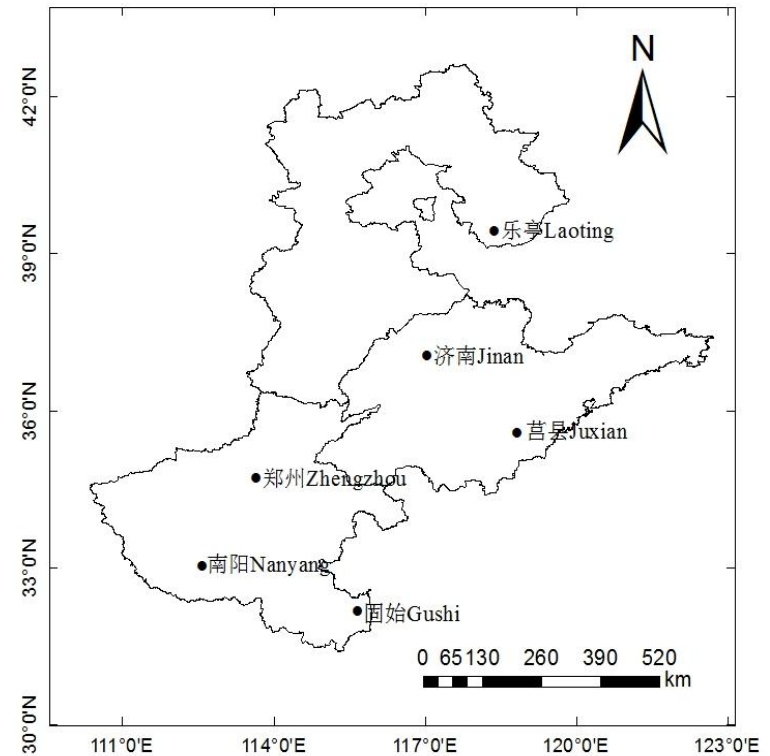 N
42°0'N
39°0'N
36°0'N
33°0'N
30°0'N
乐亭Laoting
济南Jinan
莒县Juxian
郑州Zhengzhou
南阳Nanyang
固始Gushi
0 65 130 260 390 520
km
111°0'E 114°0'E 117°0'E 120°0'E 123°0'E